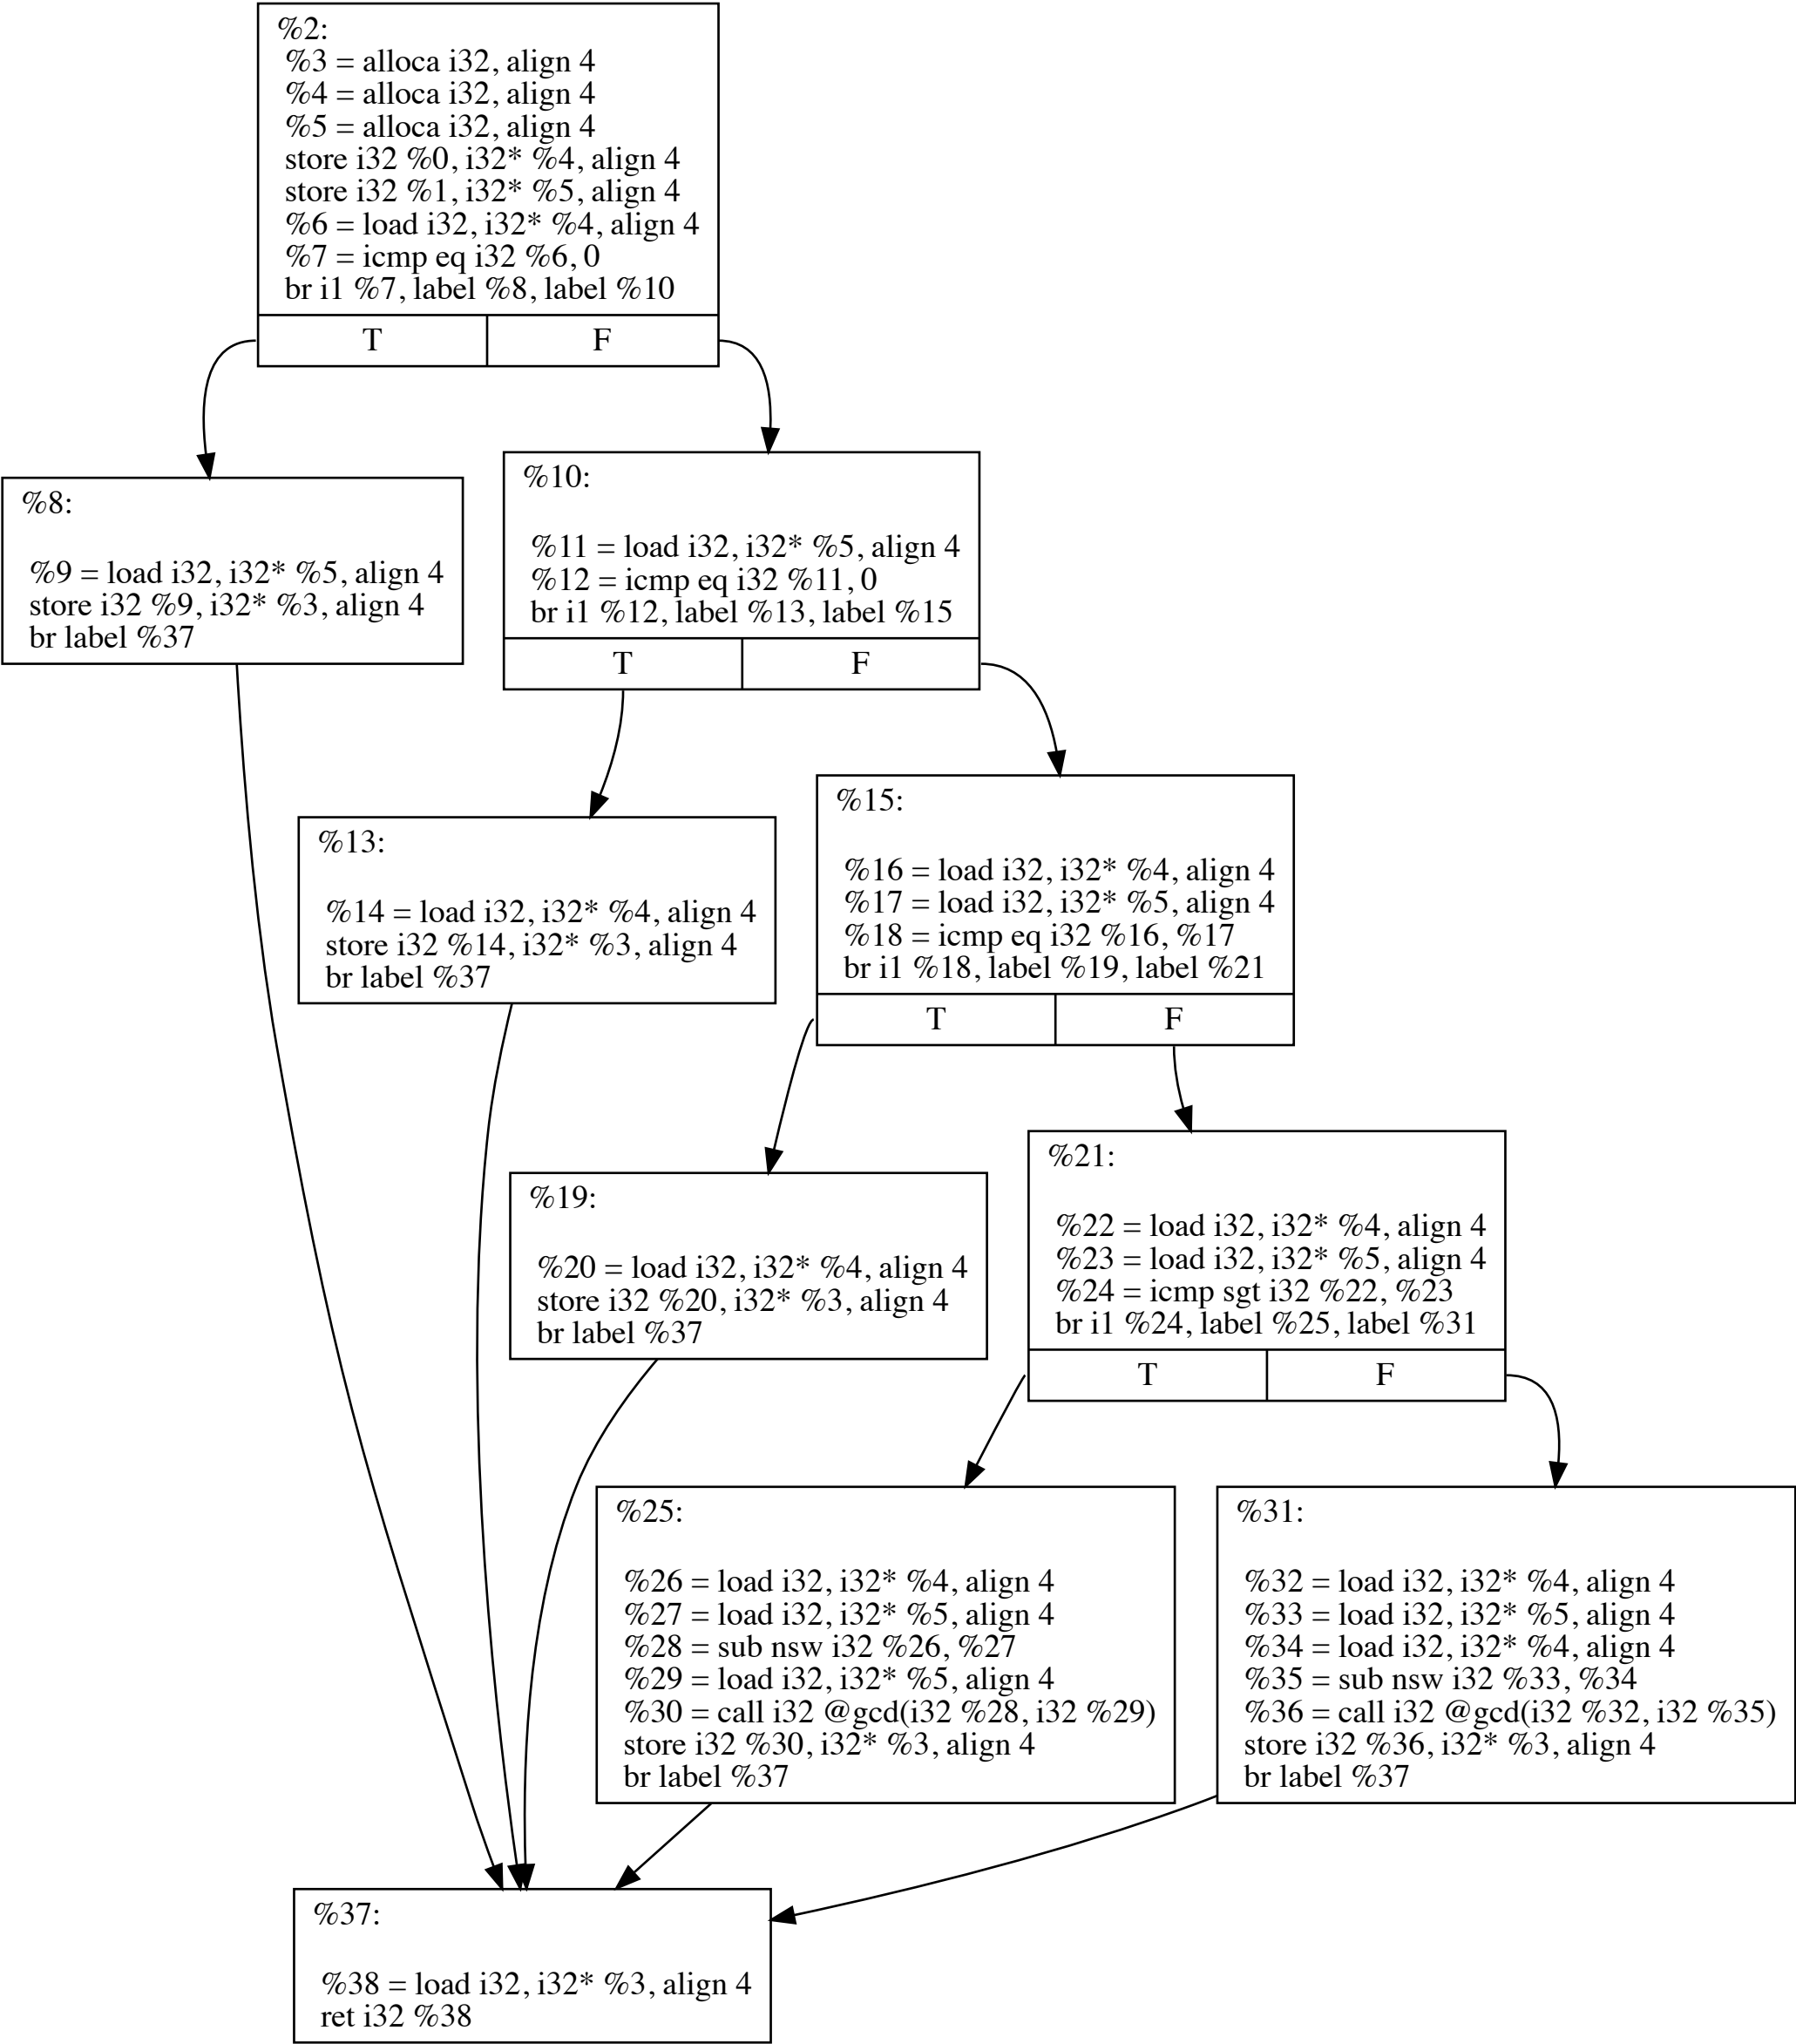 %2:
%3 = alloca i32, align 4
%4 = alloca i32, align 4
%5 = alloca i32, align 4
store i32 %0, i32* %4, align 4
store i32 %1, i32* %5, align 4
%6 = load i32, i32* %4, align 4
%7 = icmp eq i32 %6, 0
br i1 %7, label %8, label %10
T F
%8:
%9 = load i32, i32* %5, align 4
store i32 %9, i32* %3, align 4
br label %37
%10:
%11 = load i32, i32* %5, align 4
%12 = icmp eq i32 %11, 0
br i1 %12, label %13, label %15
T F
%13:
%14 = load i32, i32* %4, align 4
store i32 %14, i32* %3, align 4
br label %37
%15:
%16 = load i32, i32* %4, align 4
%17 = load i32, i32* %5, align 4
%18 = icmp eq i32 %16, %17
br i1 %18, label %19, label %21
T F
%19:
%20 = load i32, i32* %4, align 4
store i32 %20, i32* %3, align 4
br label %37
%21:
%22 = load i32, i32* %4, align 4
%23 = load i32, i32* %5, align 4
%24 = icmp sgt i32 %22, %23
br i1 %24, label %25, label %31
T F
%25:
%26 = load i32, i32* %4, align 4
%27 = load i32, i32* %5, align 4
%28 = sub nsw i32 %26, %27
%29 = load i32, i32* %5, align 4
%30 = call i32 @gcd(i32 %28, i32 %29)
store i32 %30, i32* %3, align 4
br label %37
%31:
%32 = load i32, i32* %4, align 4
%33 = load i32, i32* %5, align 4
%34 = load i32, i32* %4, align 4
%35 = sub nsw i32 %33, %34
%36 = call i32 @gcd(i32 %32, i32 %35)
store i32 %36, i32* %3, align 4
br label %37
%37:
%38 = load i32, i32* %3, align 4
ret i32 %38